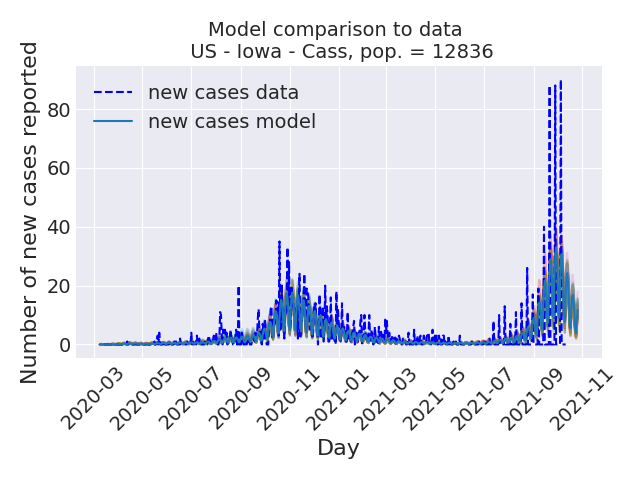 Model comparison to data
US - Iowa - Cass, pop. = 12836
Number of new cases reported
new cases data
new cases model
80
60
40
20
0
2020-03
2020-05
2020-07
2020-09
2020-11
2021-01
2021-03
2021-05
2021-07
2021-09
2021-11
Day